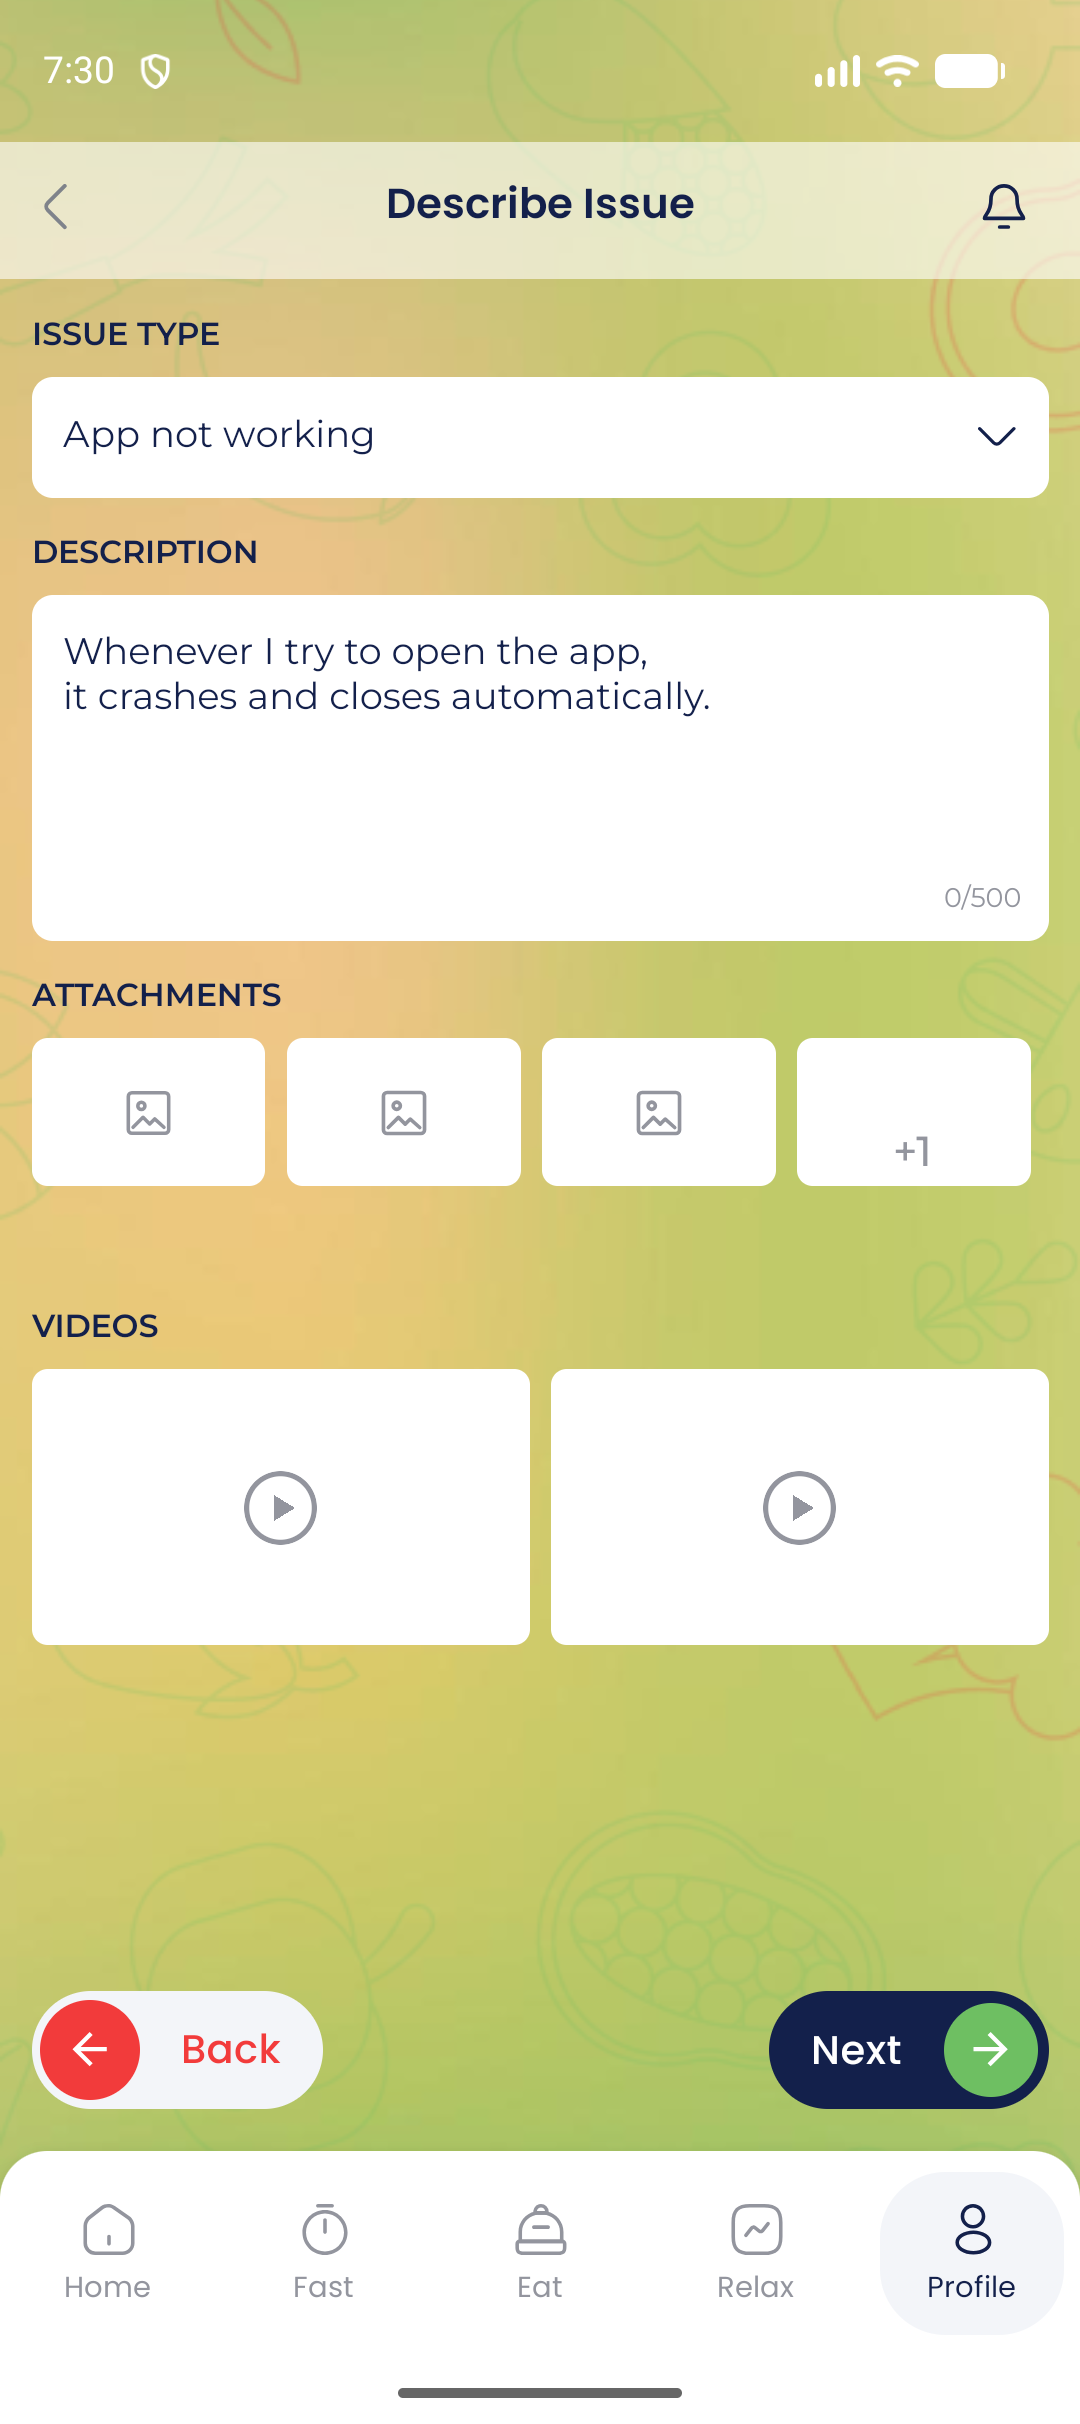 7:30
Describe Issue
ISSUE TYPE
App not working
DESCRIPTION
Whenever I try to open the app,
it crashes and closes automatically.
0/500
ATTACHMENTS
+1
VIDEOS
Back
Next
Home
Fast
Eat
Relax
Profile